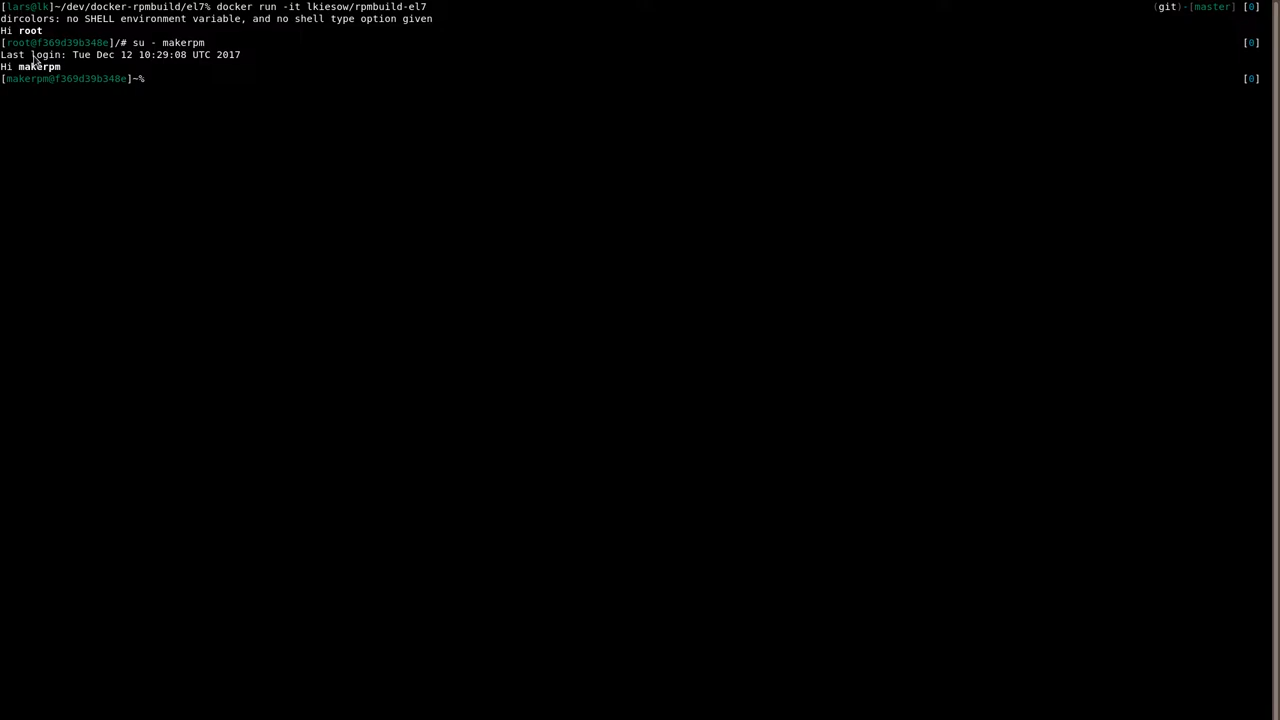 [lars@lk]~/dev/docker-rpmbuild/el7% docker run -it lkiesow/rpmbuild-el7 (git)-[master] [0]
dircolors: no SHELL environment variable, and no shell type option given
Hi root
[root@f369d39b348e]/# su - makerpm [0]
Last login: Tue Dec 12 10:29:08 UTC 2017
Hi makerpm
[makerpm@f369d39b348e]~% [0]